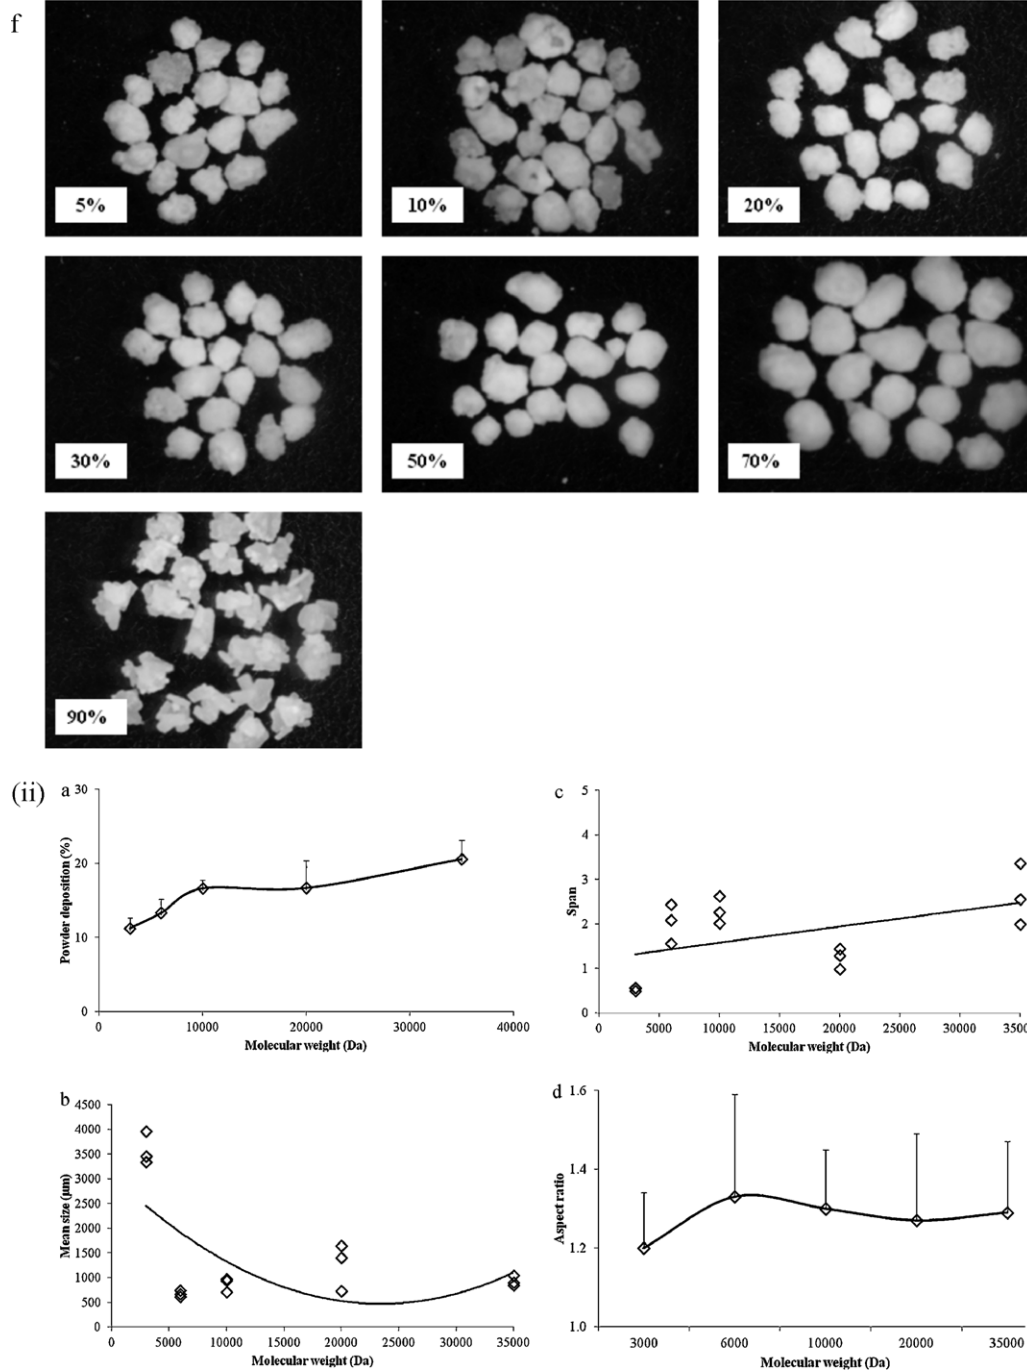 f
5%
10%
20%
30%
50%
70%
90%
(ii)
a
30
20
10
0
Powder deposition (%)
0 10000 20000 30000 40000
Molecular weight (Da)
c
5
4
3
2
1
0
Span
0 5000 10000 15000 20000 25000 30000 3500
Molecular weight (Da)
b
4500
4000
3500
3000
2500
2000
1500
1000
500
0
Mean size (µm)
0 5000 10000 15000 20000 25000 30000 35000
Molecular weight (Da)
d
1.6
1.4
1.2
1.0
Aspect ratio
3000 6000 10000 20000 35000
Molecular weight (Da)